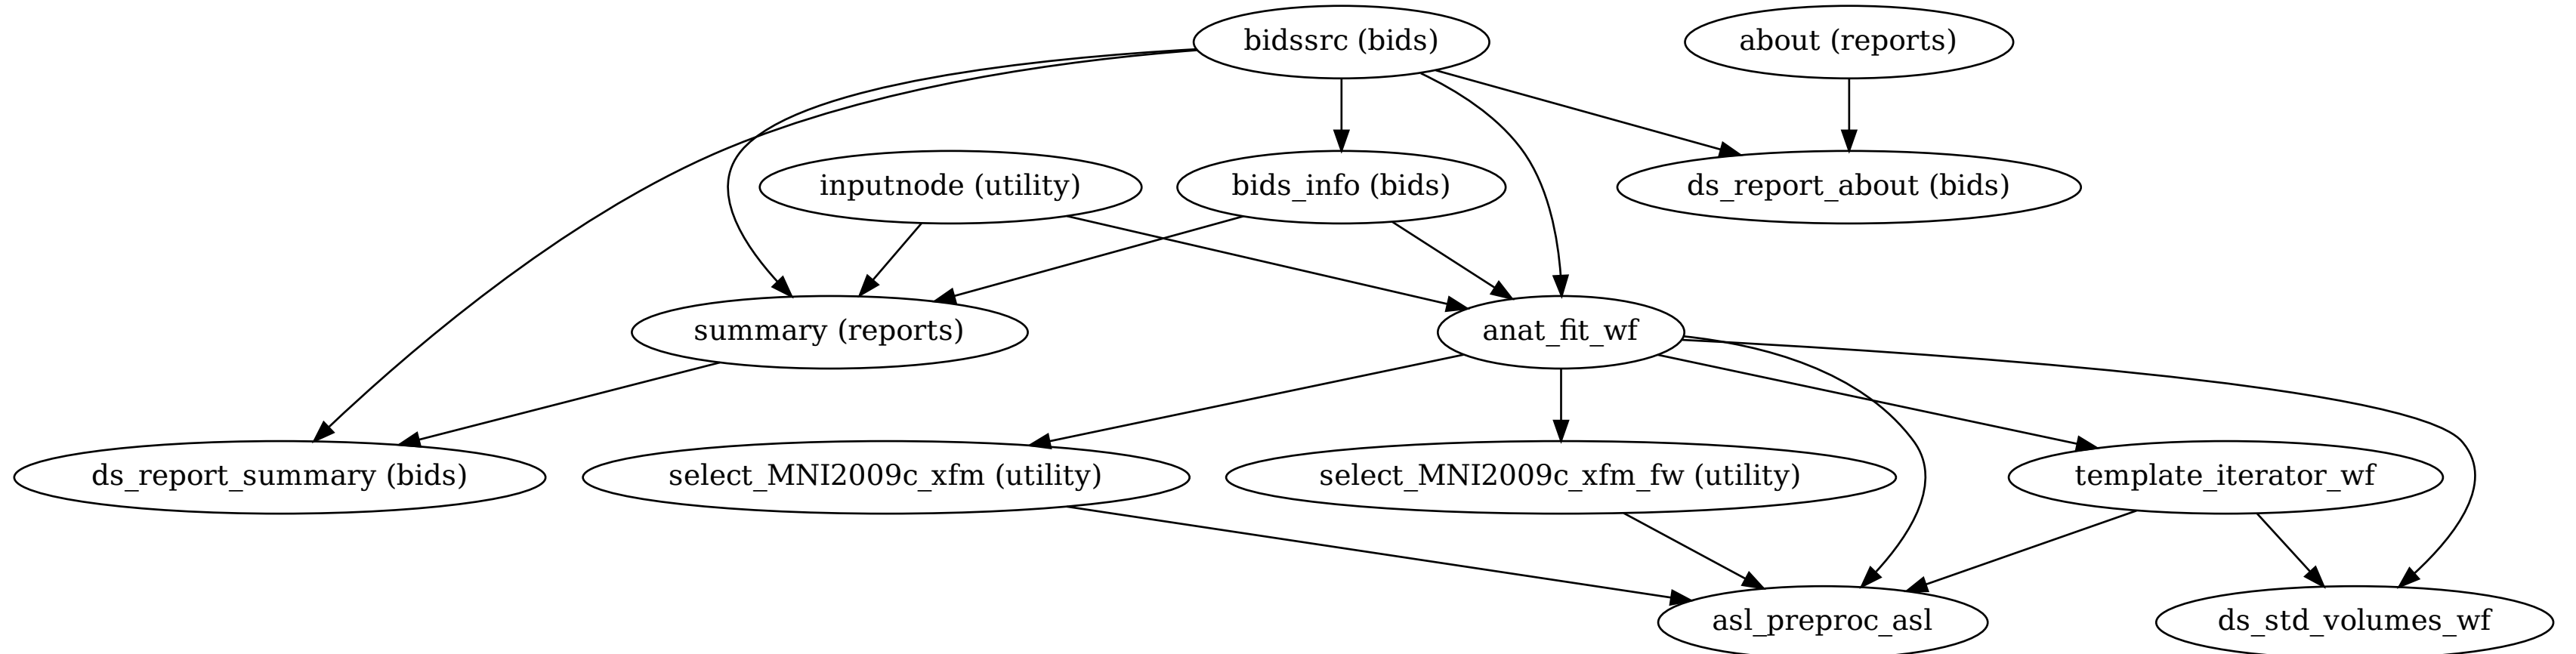 bidssrc (bids)
about (reports)
inputnode (utility)
bids_info (bids)
ds_report_about (bids)
summary (reports)
anat_fit_wf
ds_report_summary (bids)
select_MNI2009c_xfm (utility)
select_MNI2009c_xfm_fw (utility)
template_iterator_wf
asl_preproc_asl
ds_std_volumes_wf